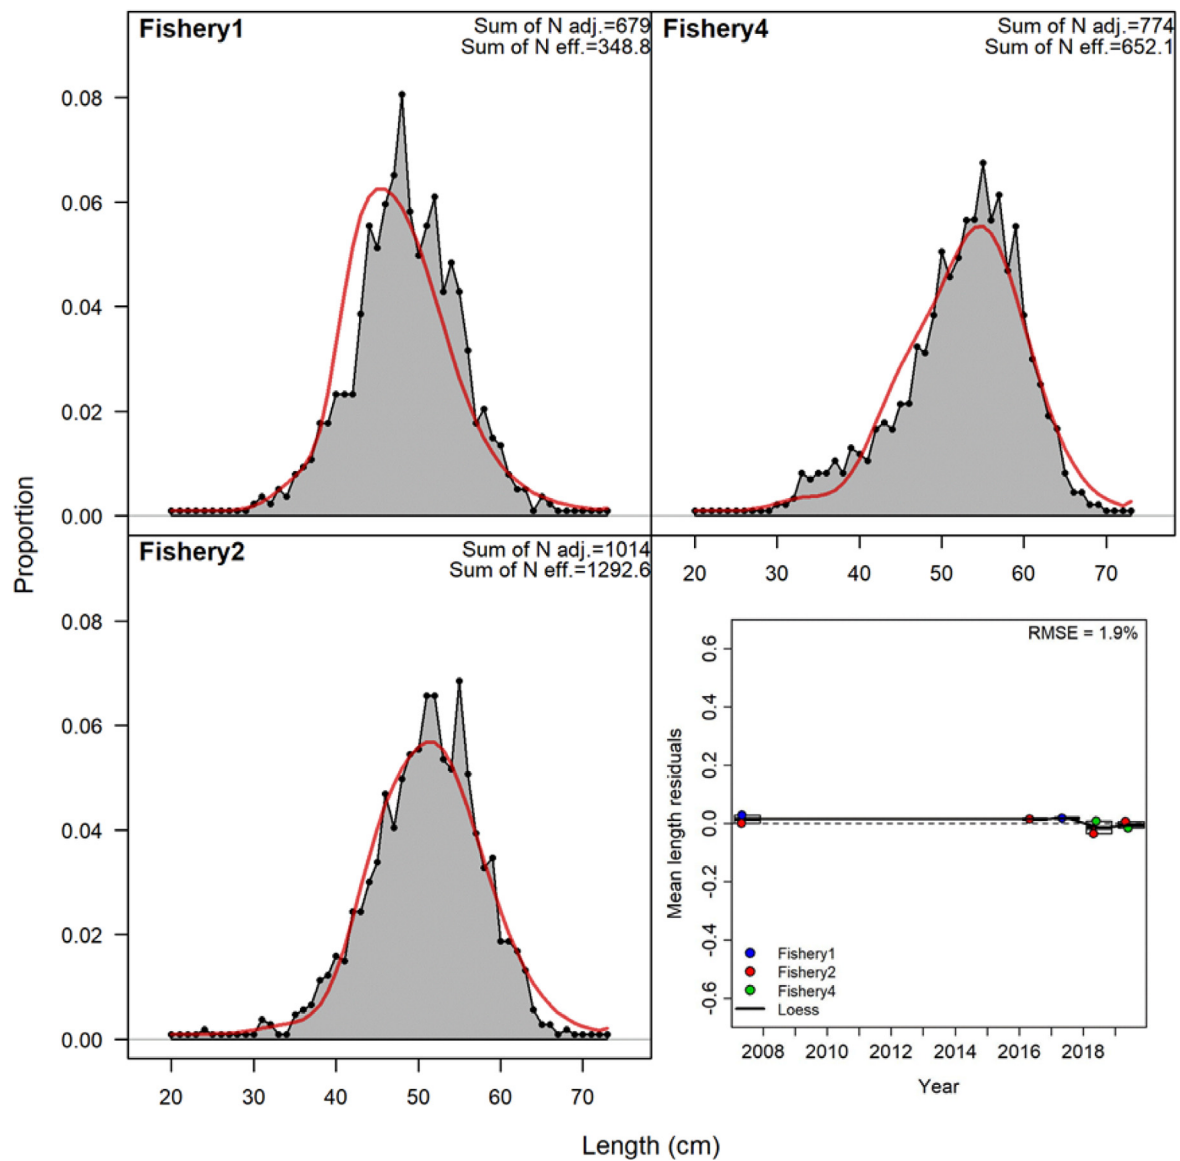 Fishery1
Sum of N adj.=679
Sum of N eff.=348.8
Fishery4
Sum of N adj.=774
Sum of N eff.=652.1
0.08
0.06
0.04
0.02
0.00
Proportion
Fishery2
Sum of N adj.=1014
Sum of N eff.=1292.6
20 30 40 50 60 70
0.08
0.06
0.04
0.02
0.00
20 30 40 50 60 70
Length (cm)
RMSE = 1.9%
Mean length residuals
0.6
0.4
0.2
0.0
-0.2
-0.4
-0.6
Fishery1
Fishery2
Fishery4
Loess
2008 2010 2012 2014 2016 2018
Year